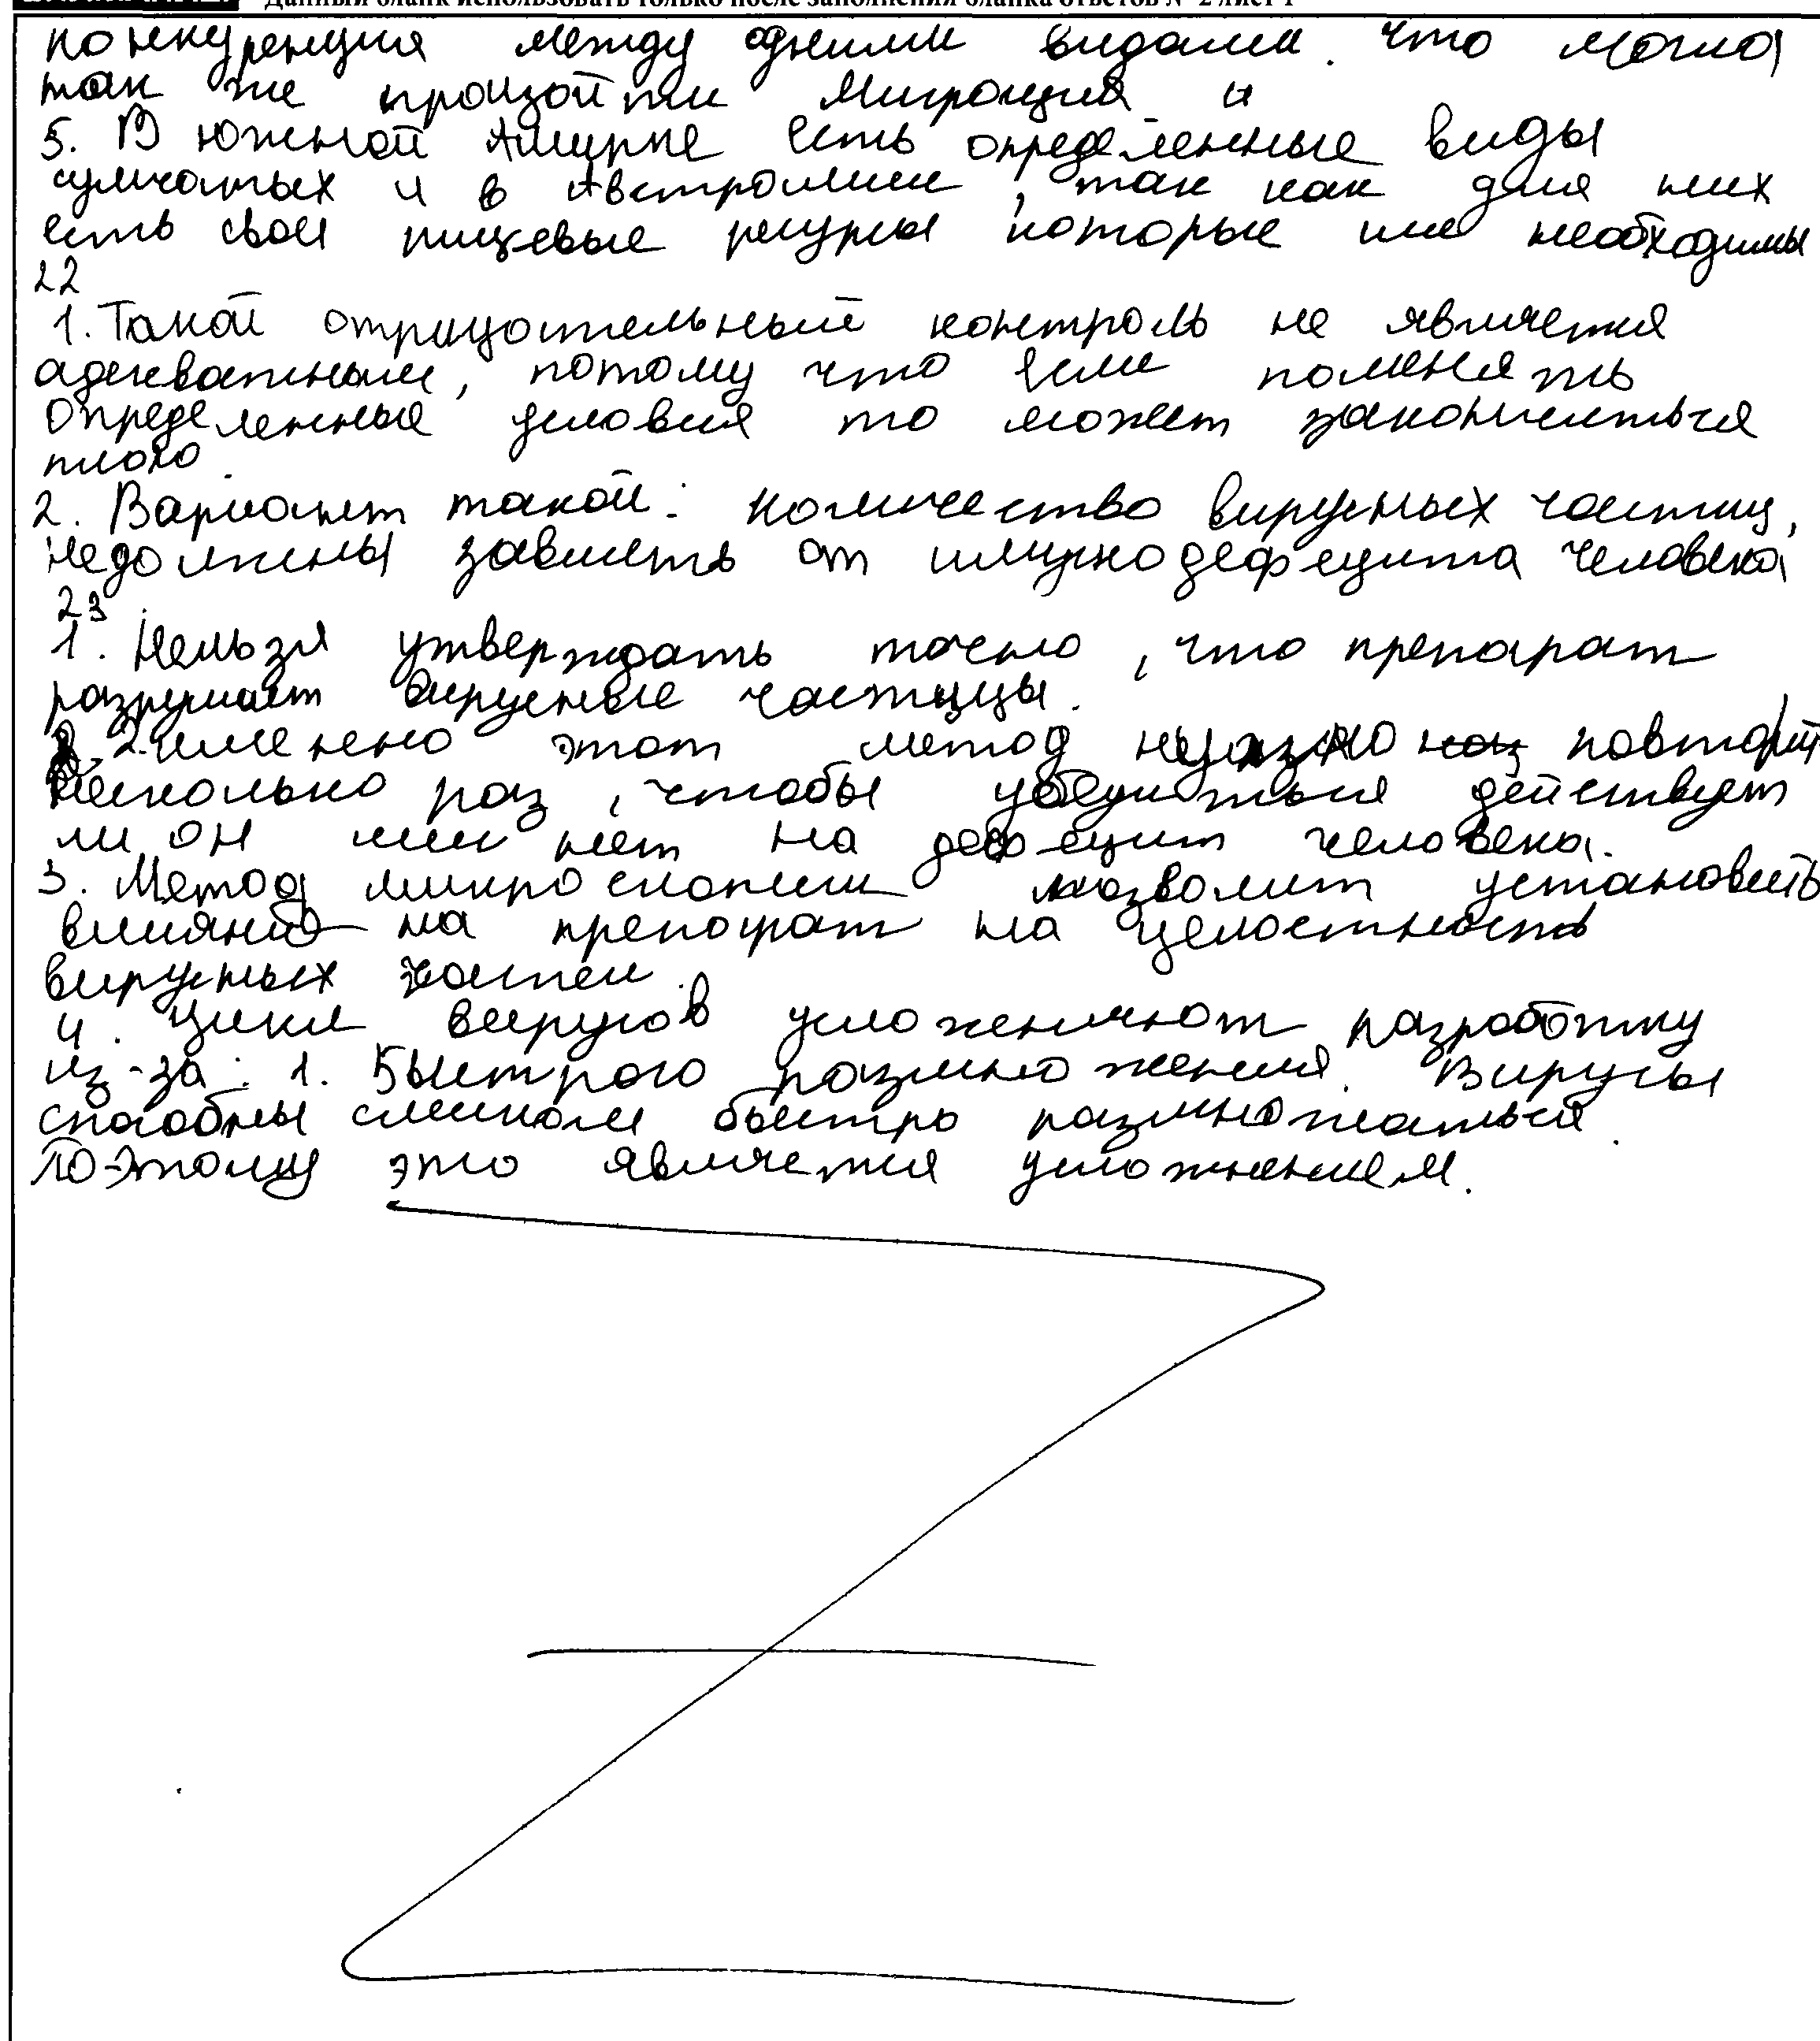 Данный бланк использовать только после заполнения бланка ответов № 2 лист 1
конкуренция между одними видами. что могла
так же произойти миграция и
5. В южной Амирке есть определенные виды
сумчатых и в Австралии, так как для них
есть свои пищевые ресурсы которые им необходимы
22
1. Такой отрицательный контроль не является
адекватным, потому что если поменять
определенные условия то может закончиться
плохо.
2. Вариант такой: количество вирусных частиц,
недолжны зависеть от иммунодефецита человека
23
1. Нельзя утверждать точно, что препарат
разрушает вирусные частицы.
2. именено этот метод нужно повторит
несколько раз, чтобы убедиться действует
ли он или нет на дефецит человека.
3. Метод микроскопии позволит установить
влияние на препарат на целостность
вирусных частей.
4. Цикл вирусов усложеничают разработку
из-за: 1. Быстрого размножения. Вирусы
способны слишком быстро размножаться.
По-этому это является усложнением.